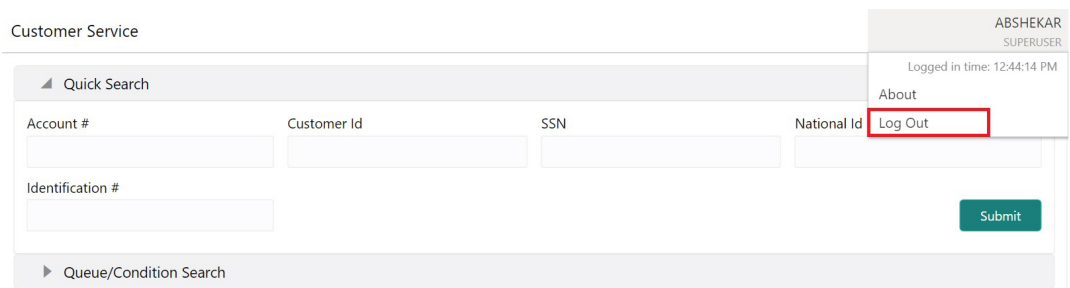 Customer Service
ABSHEKAR
SUPERUSER
Logged in time: 12:44:14 PM
About
Log Out
Quick Search
Account #
Customer Id
SSN
National Id
Identification #
Submit
Queue/Condition Search